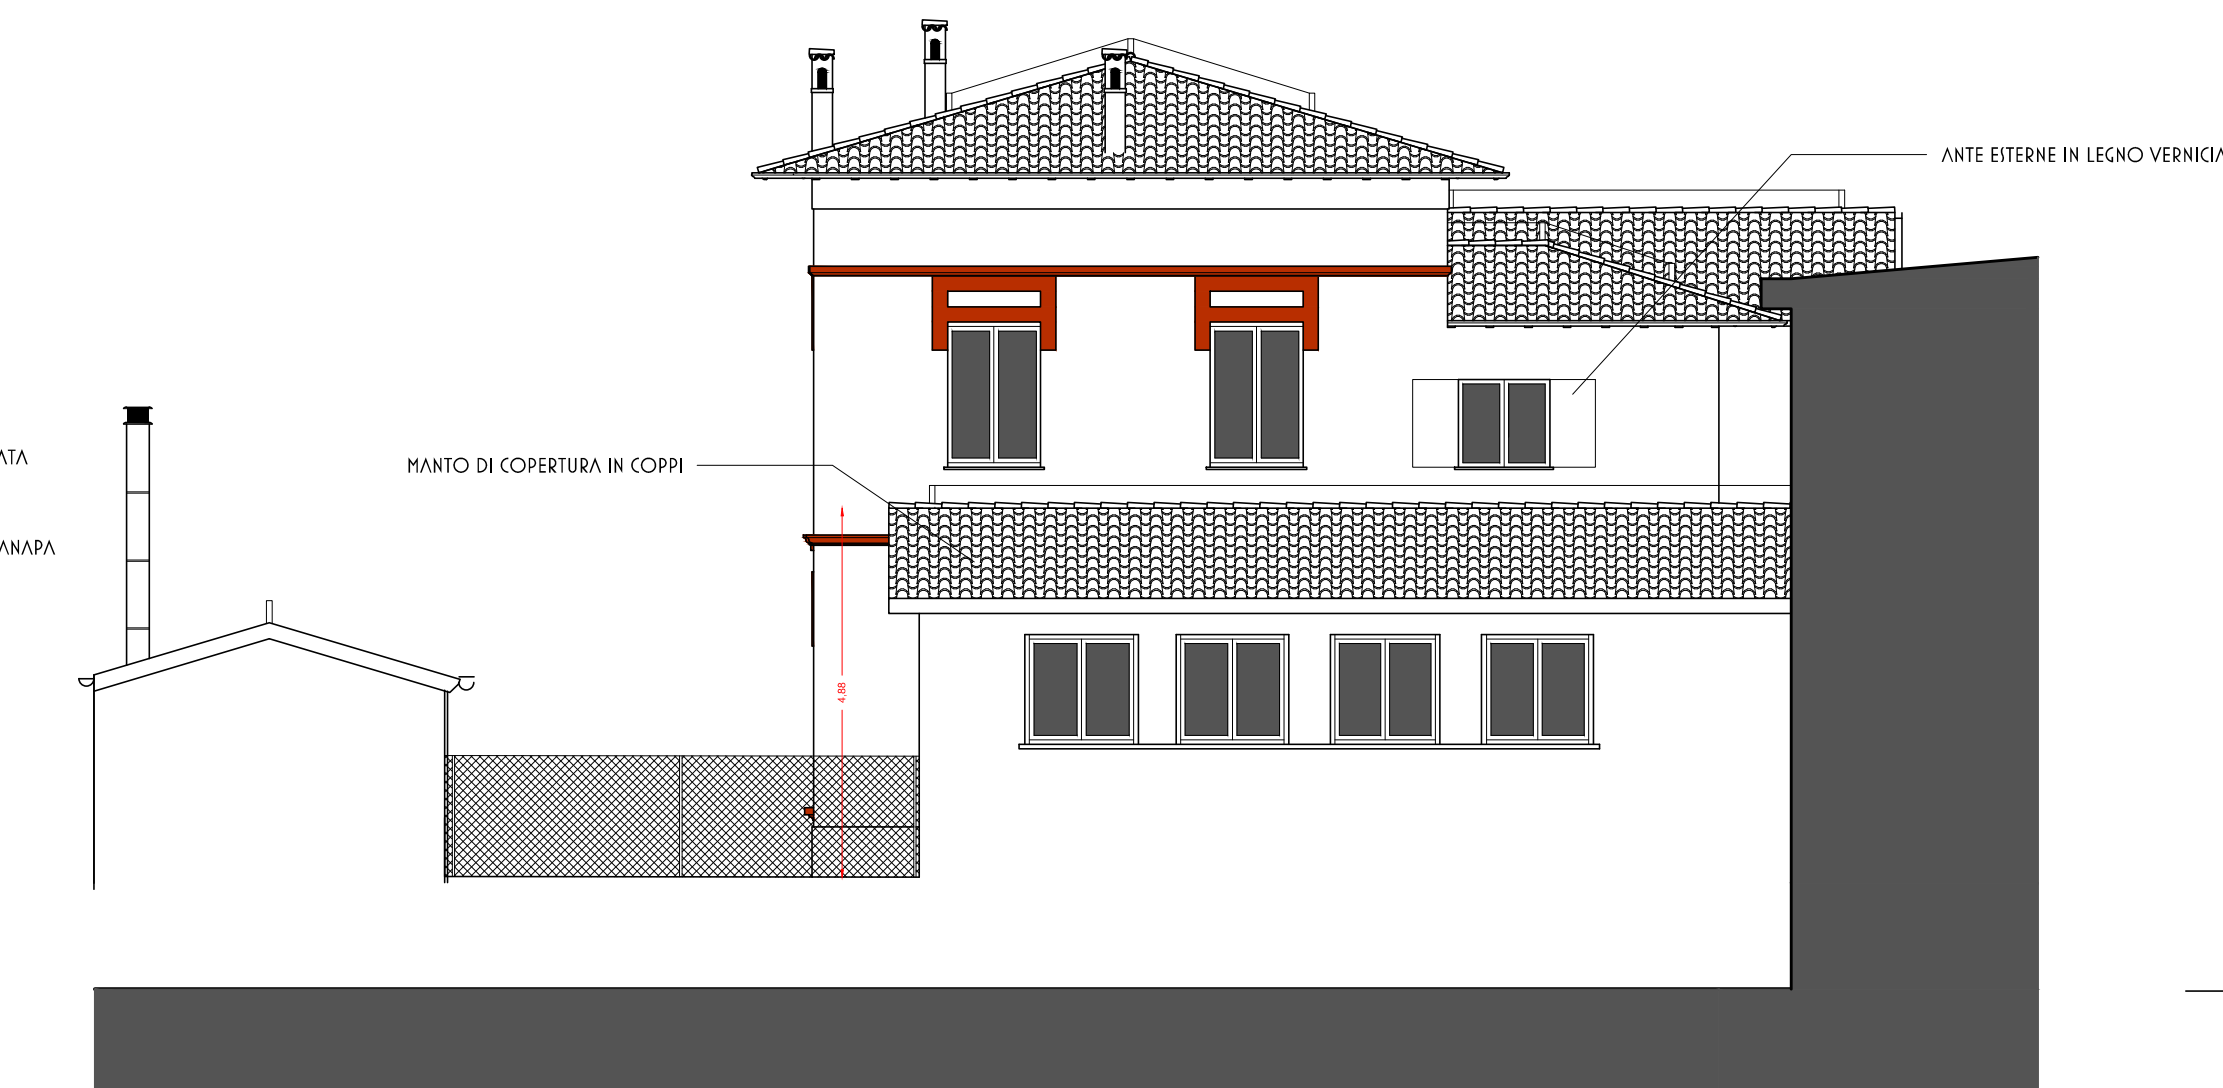 ANTE ESTERNE IN LEGNO VERNICIA
ATA
MANTO DI COPERTURA IN COPPI
ANAPA
4,88